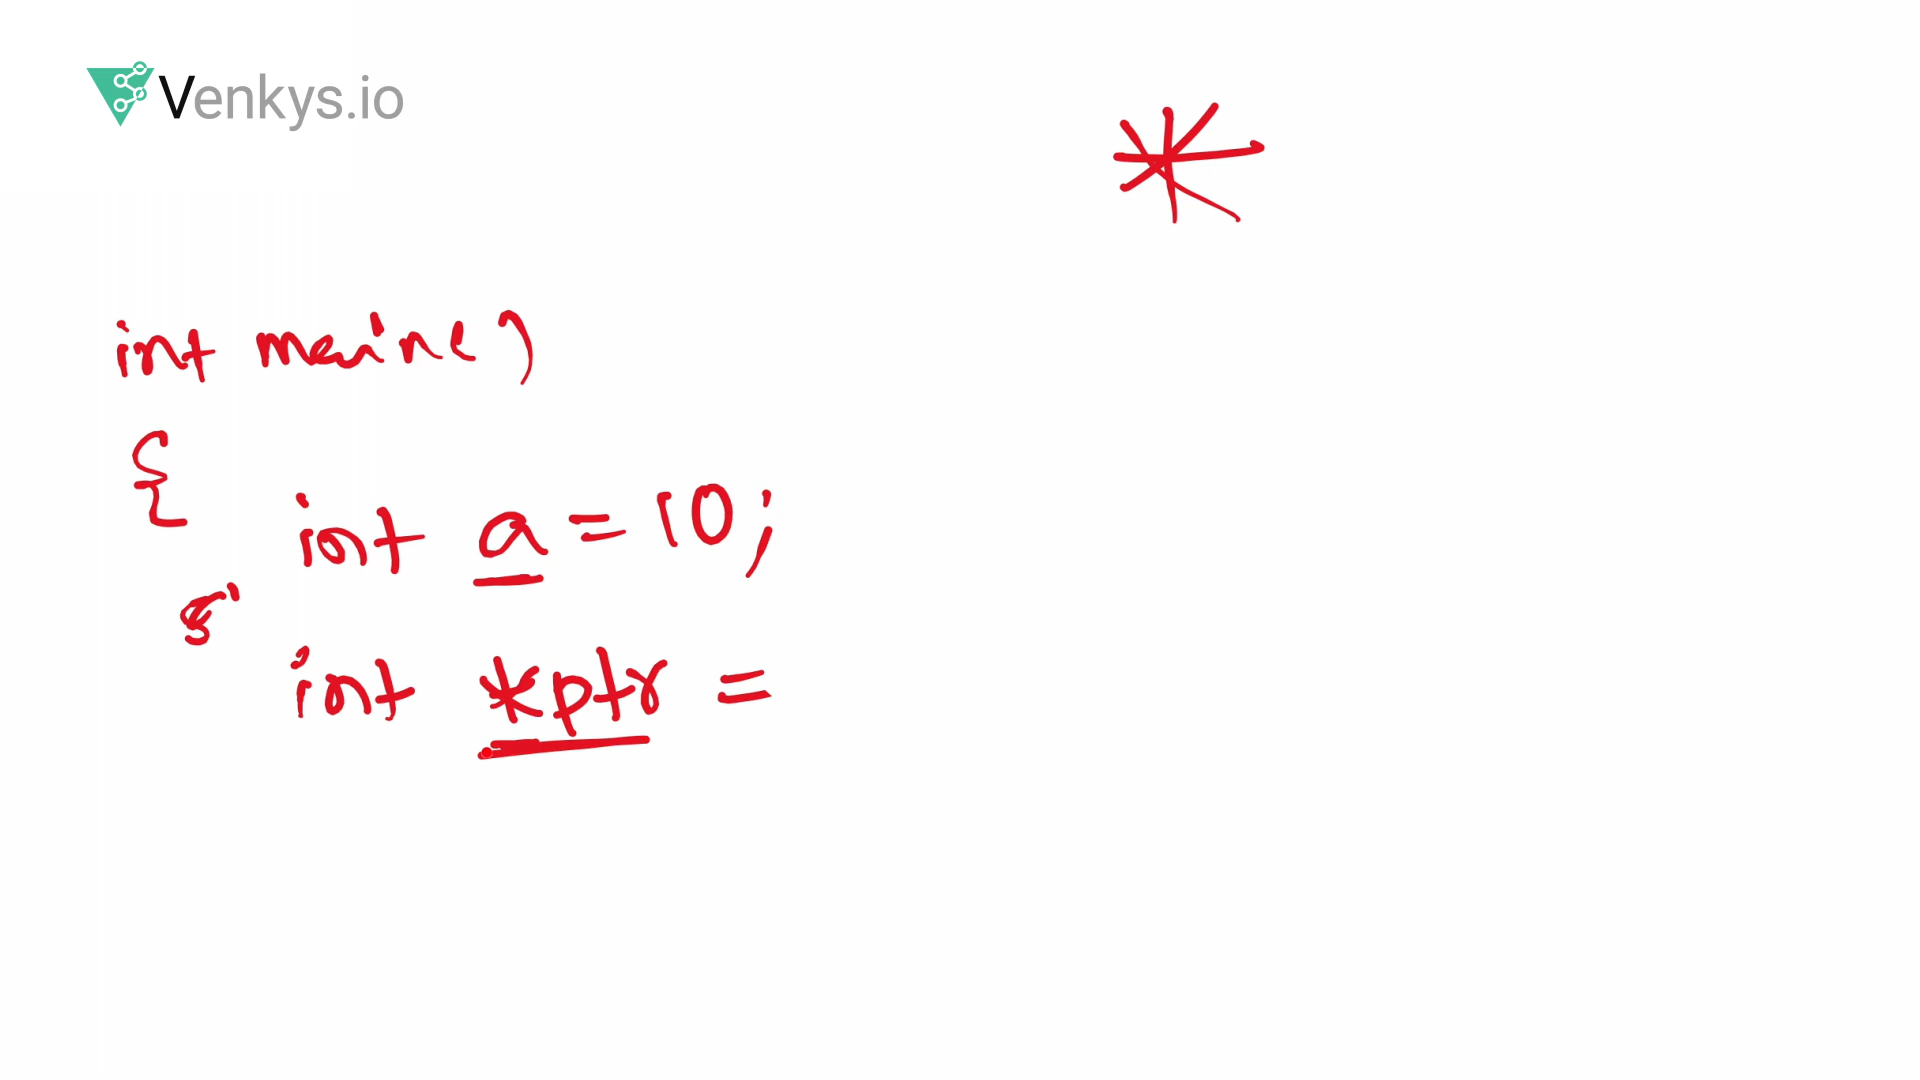 Venkys.io
*
int main()
{
int a = 10;
int *ptr =